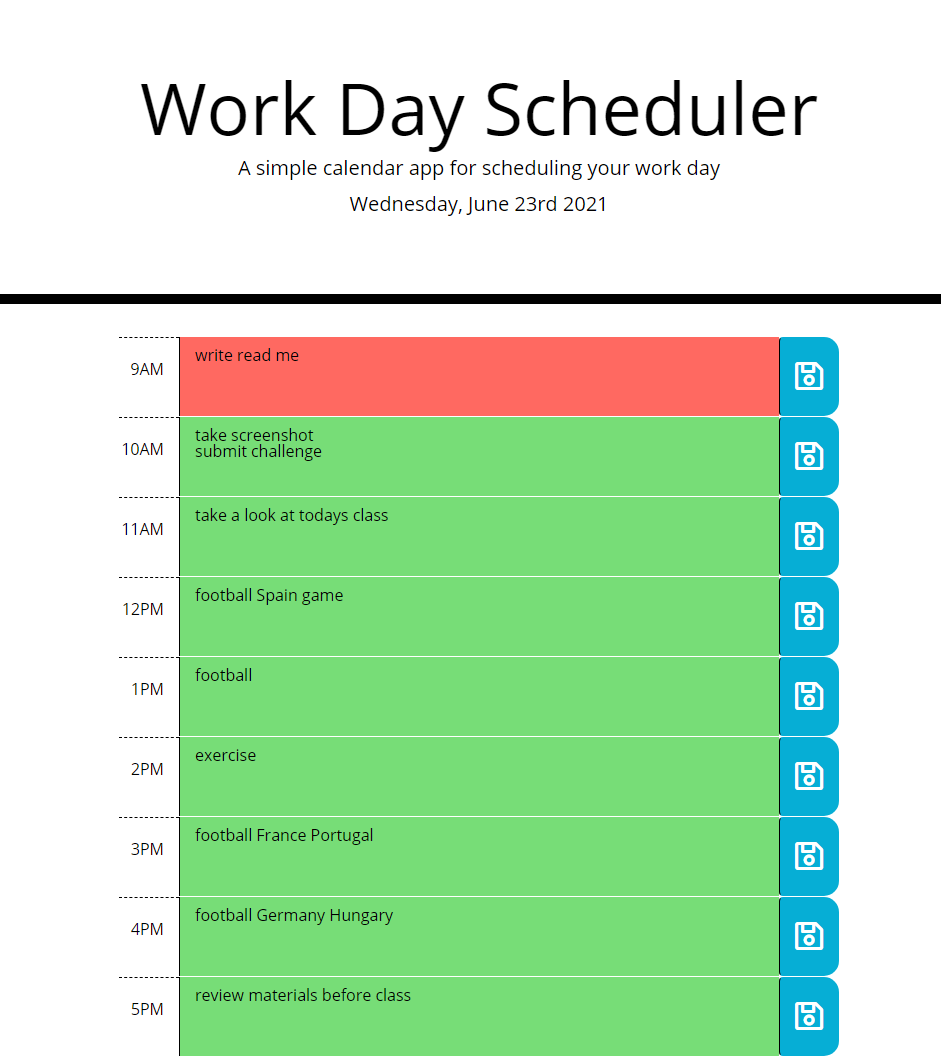 Work Day Scheduler
A simple calendar app for scheduling your work day
Wednesday, June 23rd 2021
9AM
write read me
10AM
take screenshot
submit challenge
11AM
take a look at todays class
12PM
football Spain game
1PM
football
2PM
exercise
3PM
football France Portugal
4PM
football Germany Hungary
5PM
review materials before class